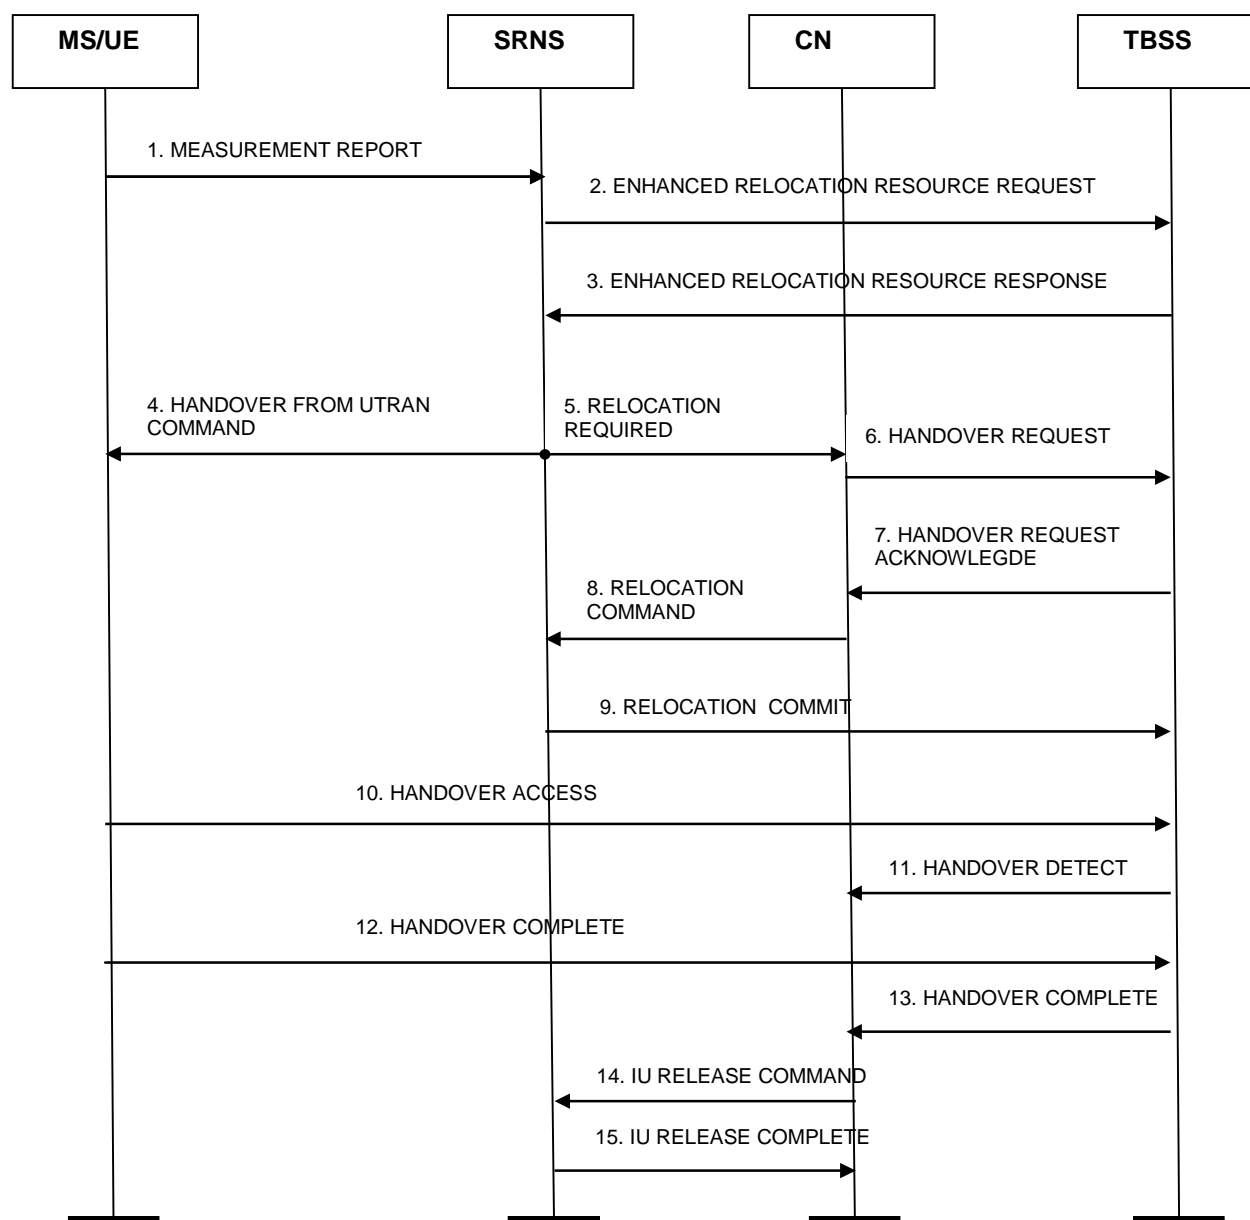 MS/UE
SRNS
CN
TBSS
1. MEASUREMENT REPORT
2. ENHANCED RELOCATION RESOURCE REQUEST
3. ENHANCED RELOCATION RESOURCE RESPONSE
4. HANDOVER FROM UTRAN
COMMAND
5. RELOCATION
REQUIRED
6. HANDOVER REQUEST
7. HANDOVER REQUEST
ACKNOWLEGDE
8. RELOCATION
COMMAND
9. RELOCATION  COMMIT
10. HANDOVER ACCESS
11. HANDOVER DETECT
12. HANDOVER COMPLETE
13. HANDOVER COMPLETE
14. IU RELEASE COMMAND
15. IU RELEASE COMPLETE